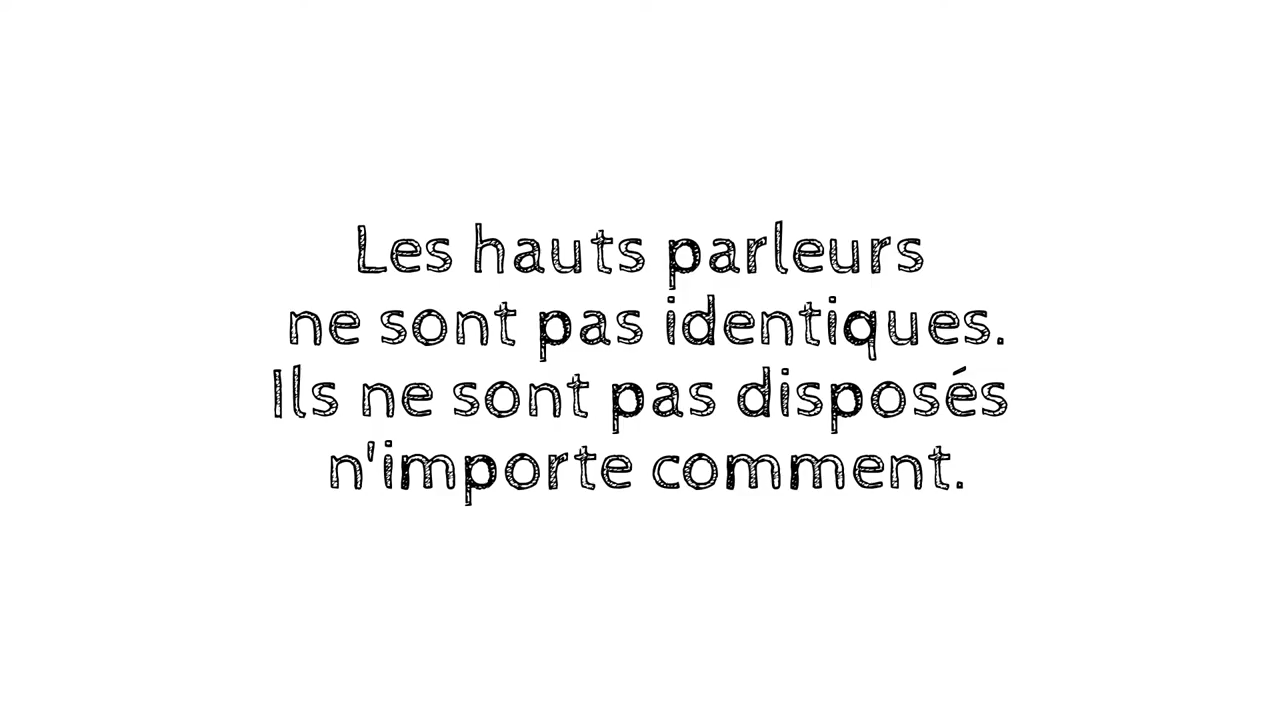 Les hauts parleurs
ne sont pas identiques.
Ils ne sont pas disposés
n'importe comment.